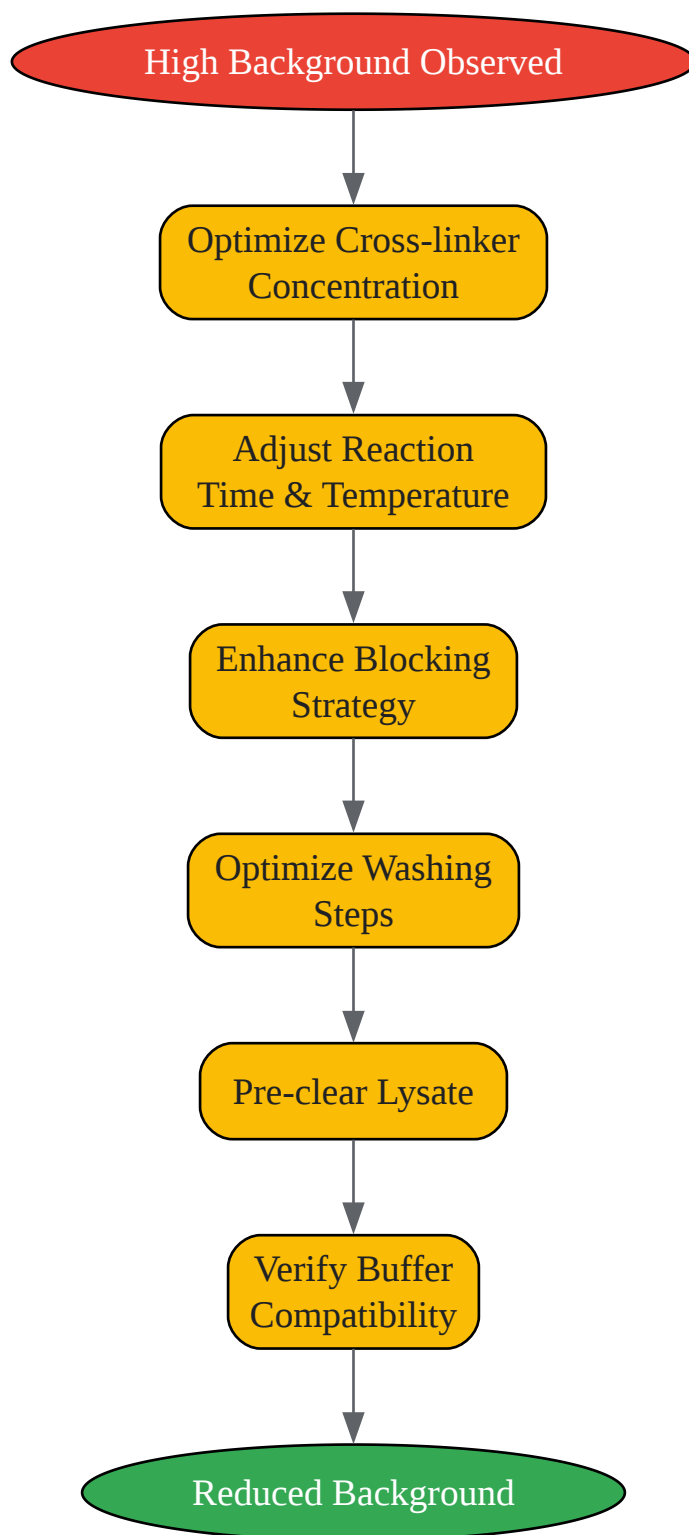 High Background Observed
Optimize Cross-linker
Concentration
Adjust Reaction
Time & Temperature
Enhance Blocking
Strategy
Optimize Washing
Steps
Pre-clear Lysate
Verify Buffer
Compatibility
Reduced Background